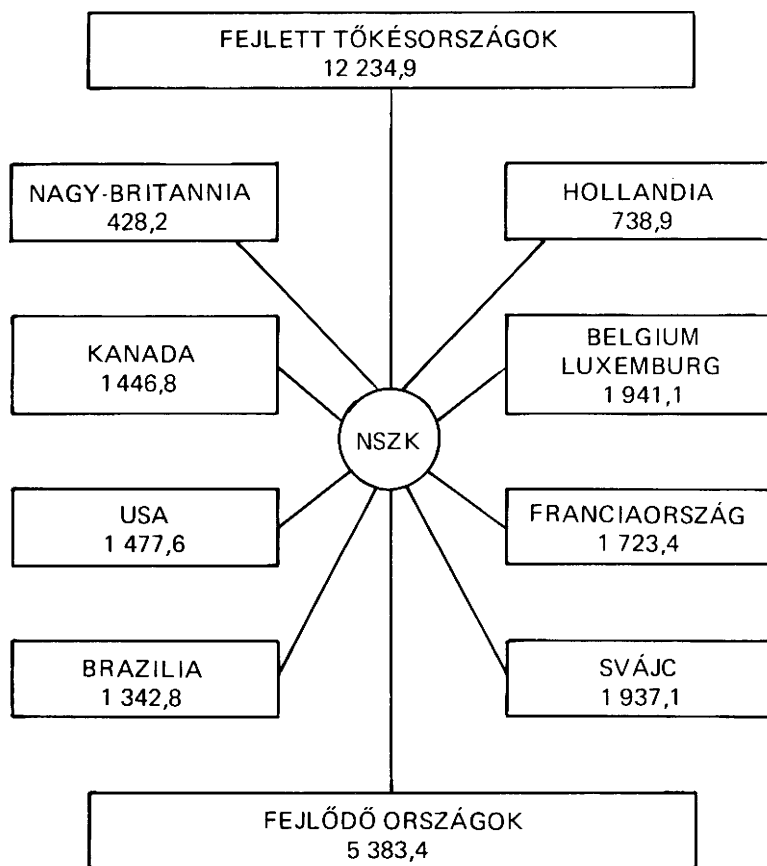 FEJLETT TŐKÉSORSZÁGOK
12 234,9
NAGY-BRITANNIA
428,2
HOLLANDIA
738,9
KANADA
1 446,8
BELGIUM
LUXEMBURG
1 941,1
NSZK
USA
1 477,6
FRANCIAORSZÁG
1 723,4
BRAZILIA
1 342,8
SVÁJC
1 937,1
FEJLŐDŐ ORSZÁGOK
5 383,4